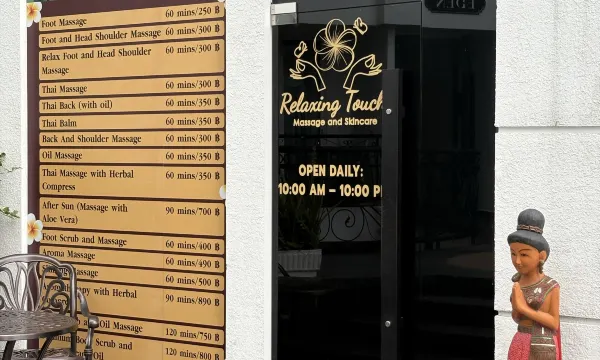 Foot Massage 60 mins/250 B
Foot and Head Shoulder Massage 60 mins/300 B
Relax Foot and Head Shoulder 60 mins/300 B
Massage
Thai Massage 60 mins/300 B
Thai Back (with oil) 60 mins/350 B
Thai Balm 60 mins/350 B
Back And Shoulder Massage 60 mins/300 B
Oil Massage 60 mins/350 B
Thai Massage with Herbal 60 mins/350 B
Compress
After Sun (Massage with 90 mins/700 B
Aloe Vera)
Foot Scrub and Massage 60 mins/400 B
Aroma Massage 60 mins/490 B
Massage 60 mins/500 B
with Herbal 90 mins/890 B
Oil Massage 120 mins/750 B
Body Scrub and 120 mins/800 B
Oil
EDEN
Relaxing Touch
Massage and Skincare
OPEN DAILY:
10:00 AM – 10:00 P